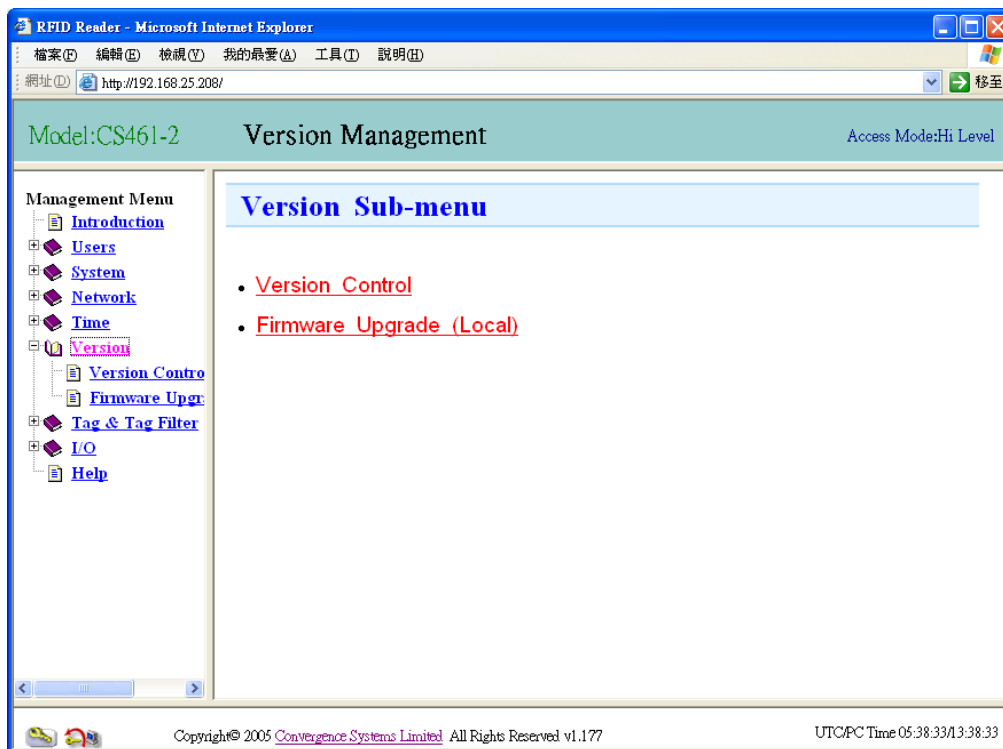 RFID Reader - Microsoft Internet Explorer
檔案(F) 編輯(E) 檢視(V) 我的最愛(A) 工具(T) 說明(H)
網址(D) http://192.168.25.208/ 移至
Model:CS461-2 Version Management Access Mode:Hi Level
Management Menu
Introduction
Users
System
Network
Time
Version
Version Contro
Firmware Upgr
Tag & Tag Filter
I/O
Help
Version Sub-menu
• Version Control
• Firmware Upgrade (Local)
Copyright© 2005 Convergence Systems Limited All Rights Reserved v1.177
UTC/PC Time 05:38:33/13:38:33